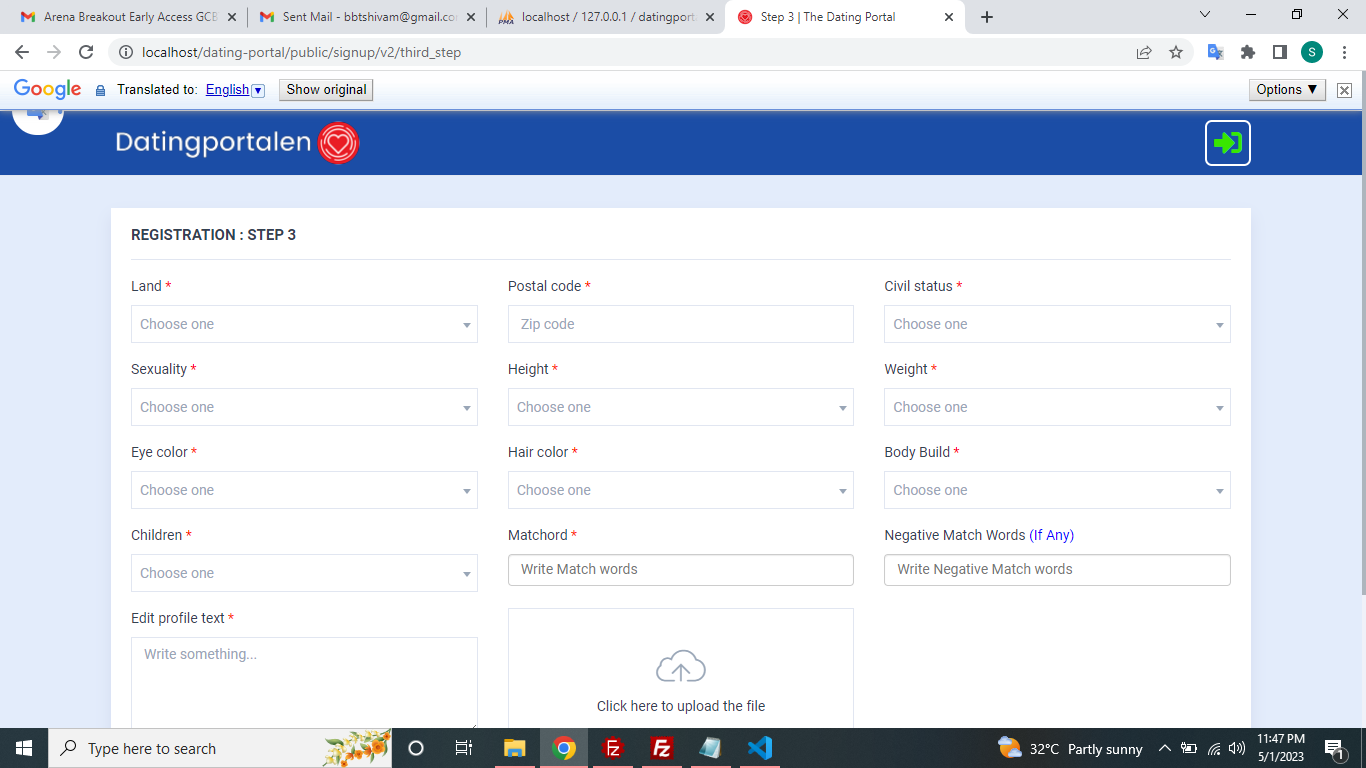 Arena Breakout Early Access GCB
Sent Mail - bbtshivam@gmail.co
localhost / 127.0.0.1 / datingport
Step 3 | The Dating Portal
localhost/dating-portal/public/signup/v2/third_step
S
Google Translated to: English Show original Options ▼
Datingportalen
REGISTRATION : STEP 3
Land * Postal code * Civil status *
Choose one Zip code Choose one
Sexuality * Height * Weight *
Choose one Choose one Choose one
Eye color * Hair color * Body Build *
Choose one Choose one Choose one
Children * Matchord * Negative Match Words (If Any)
Choose one Write Match words Write Negative Match words
Edit profile text *
Write something...
Click here to upload the file
Type here to search
32°C Partly sunny
11:47 PM
5/1/2023
1